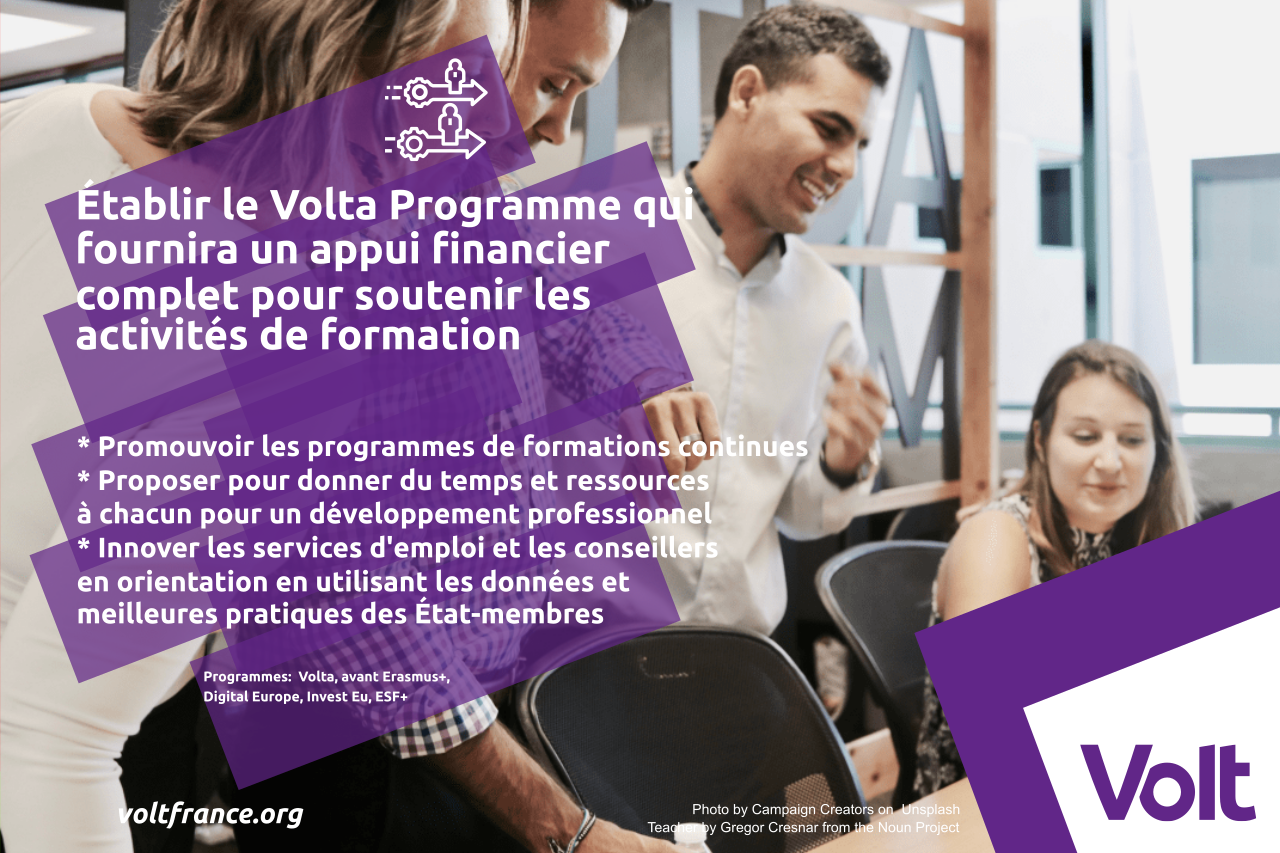 Établir le Volta Programme qui
fournira un appui financier
complet pour soutenir les
activités de formation
* Promouvoir les programmes de formations continues
* Proposer pour donner du temps et ressources
à chacun pour un développement professionnel
* Innover les services d'emploi et les conseillers
en orientation en utilisant les données et
meilleures pratiques des État-membres
Programmes: Volta, avant Erasmus+,
Digital Europe, Invest Eu, ESF+
voltfrance.org
Photo by Campaign Creators on Unsplash
Teacher by Gregor Cresnar from the Noun Project
Volt